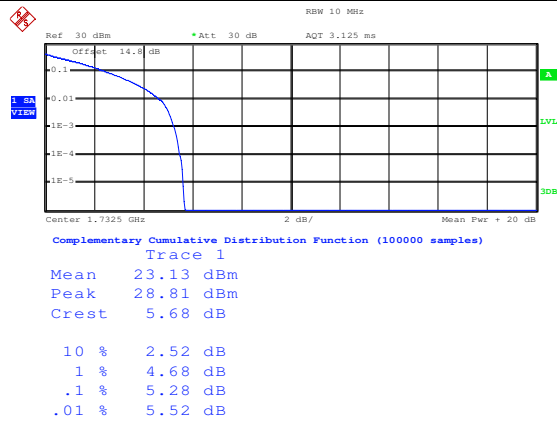 RBW 10 MHz
Ref 30 dBm *Att 30 dB AQT 3.125 ms
Offset 14.8 dB
0.1
A
0.01
1 SA
VIEW
1E-3
LVL
1E-4
1E-5
3DB
Center 1.7325 GHz 2 dB/ Mean Pwr + 20 dB
Complementary Cumulative Distribution Function (100000 samples)
Trace 1
Mean 23.13 dBm
Peak 28.81 dBm
Crest 5.68 dB
10 % 2.52 dB
1 % 4.68 dB
.1 % 5.28 dB
.01 % 5.52 dB